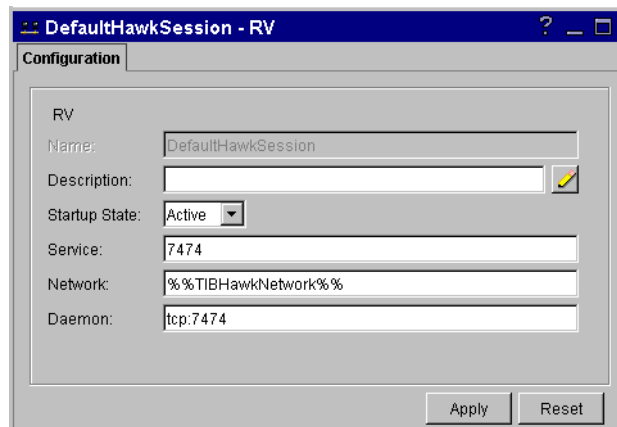 DefaultHawkSession - RV ?
Configuration
RV
Name: DefaultHawkSession
Description:
Startup State: Active
Service: 7474
Network: %%TIBHawkNetwork%%
Daemon: tcp:7474
Apply Reset